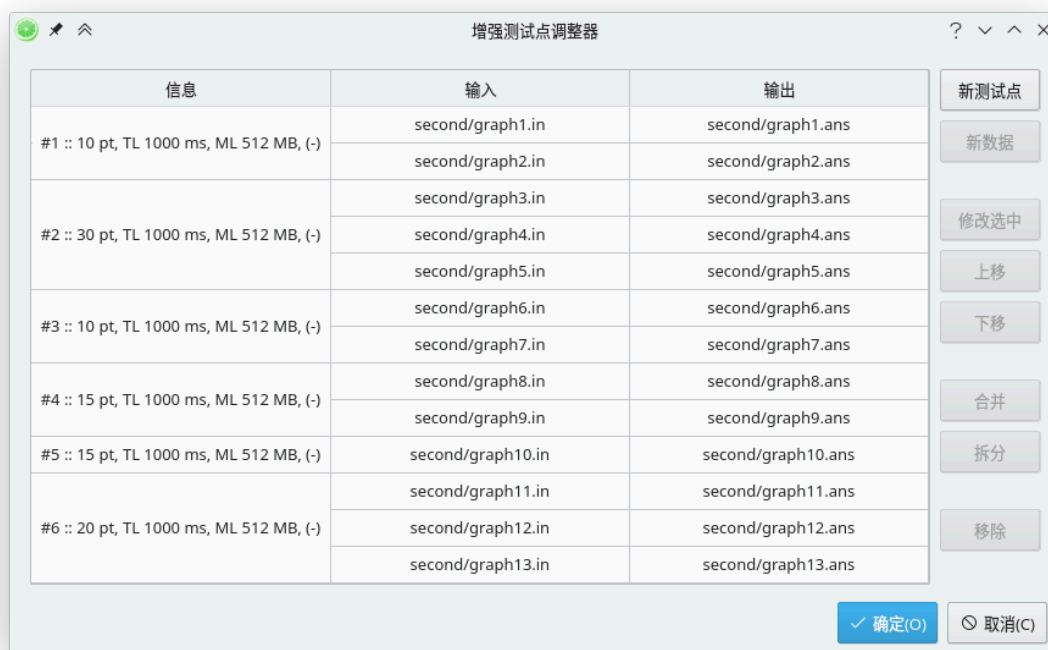 增强测试点调整器
信息 输入 输出 新测试点
#1 :: 10 pt, TL 1000 ms, ML 512 MB, (-) second/graph1.in second/graph1.ans
second/graph2.in second/graph2.ans 新数据
#2 :: 30 pt, TL 1000 ms, ML 512 MB, (-) second/graph3.in second/graph3.ans
second/graph4.in second/graph4.ans 修改选中
second/graph5.in second/graph5.ans 上移
#3 :: 10 pt, TL 1000 ms, ML 512 MB, (-) second/graph6.in second/graph6.ans 下移
second/graph7.in second/graph7.ans
#4 :: 15 pt, TL 1000 ms, ML 512 MB, (-) second/graph8.in second/graph8.ans 合并
second/graph9.in second/graph9.ans
#5 :: 15 pt, TL 1000 ms, ML 512 MB, (-) second/graph10.in second/graph10.ans 拆分
#6 :: 20 pt, TL 1000 ms, ML 512 MB, (-) second/graph11.in second/graph11.ans
second/graph12.in second/graph12.ans 移除
second/graph13.in second/graph13.ans
确定(O) 取消(C)